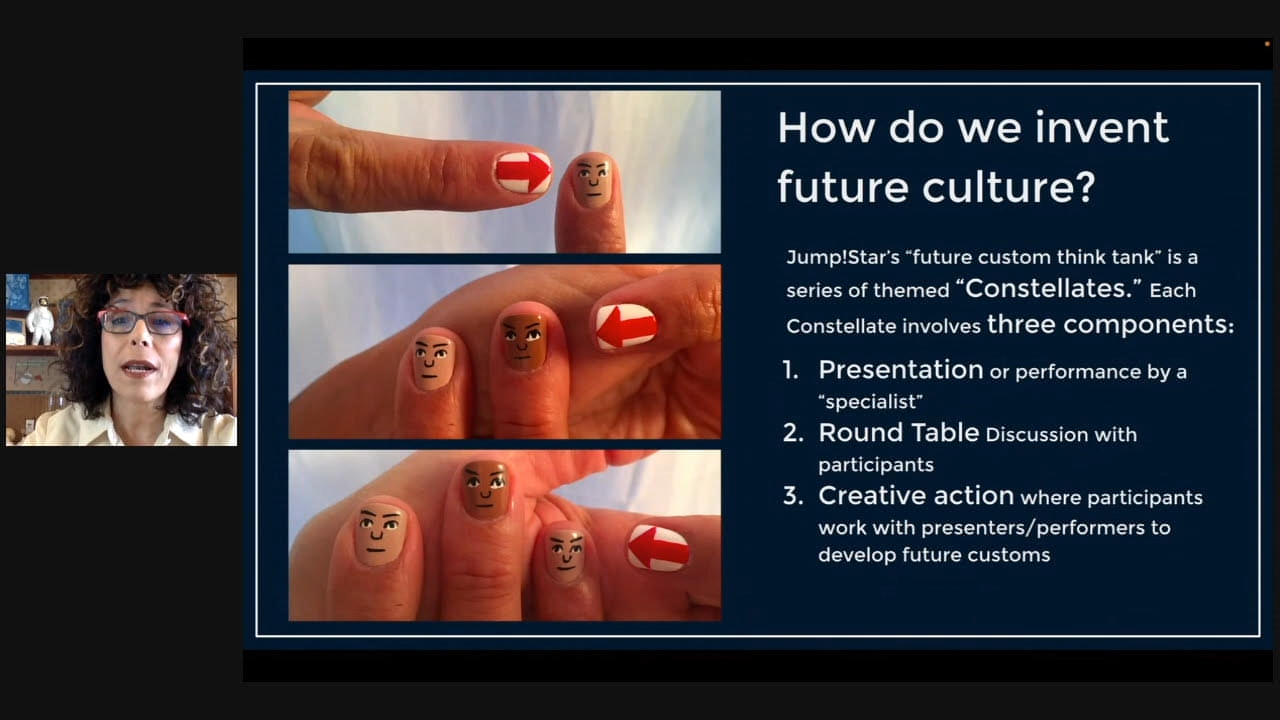 How do we invent
future culture?
Jump!Star’s “future custom think tank” is a
series of themed “Constellates.” Each
Constellate involves three components:
1. Presentation or performance by a
“specialist”
2. Round Table Discussion with
participants
3. Creative action where participants
work with presenters/performers to
develop future customs